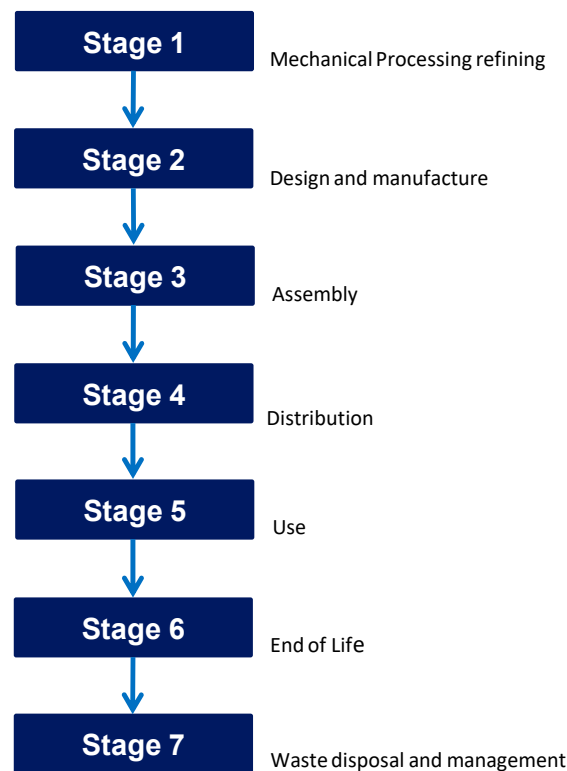 Stage 1
Mechanical Processing refining
Stage 2
Design and manufacture
Stage 3
Assembly
Stage 4
Distribution
Stage 5
Use
Stage 6
End of Life
Stage 7
Waste disposal and management